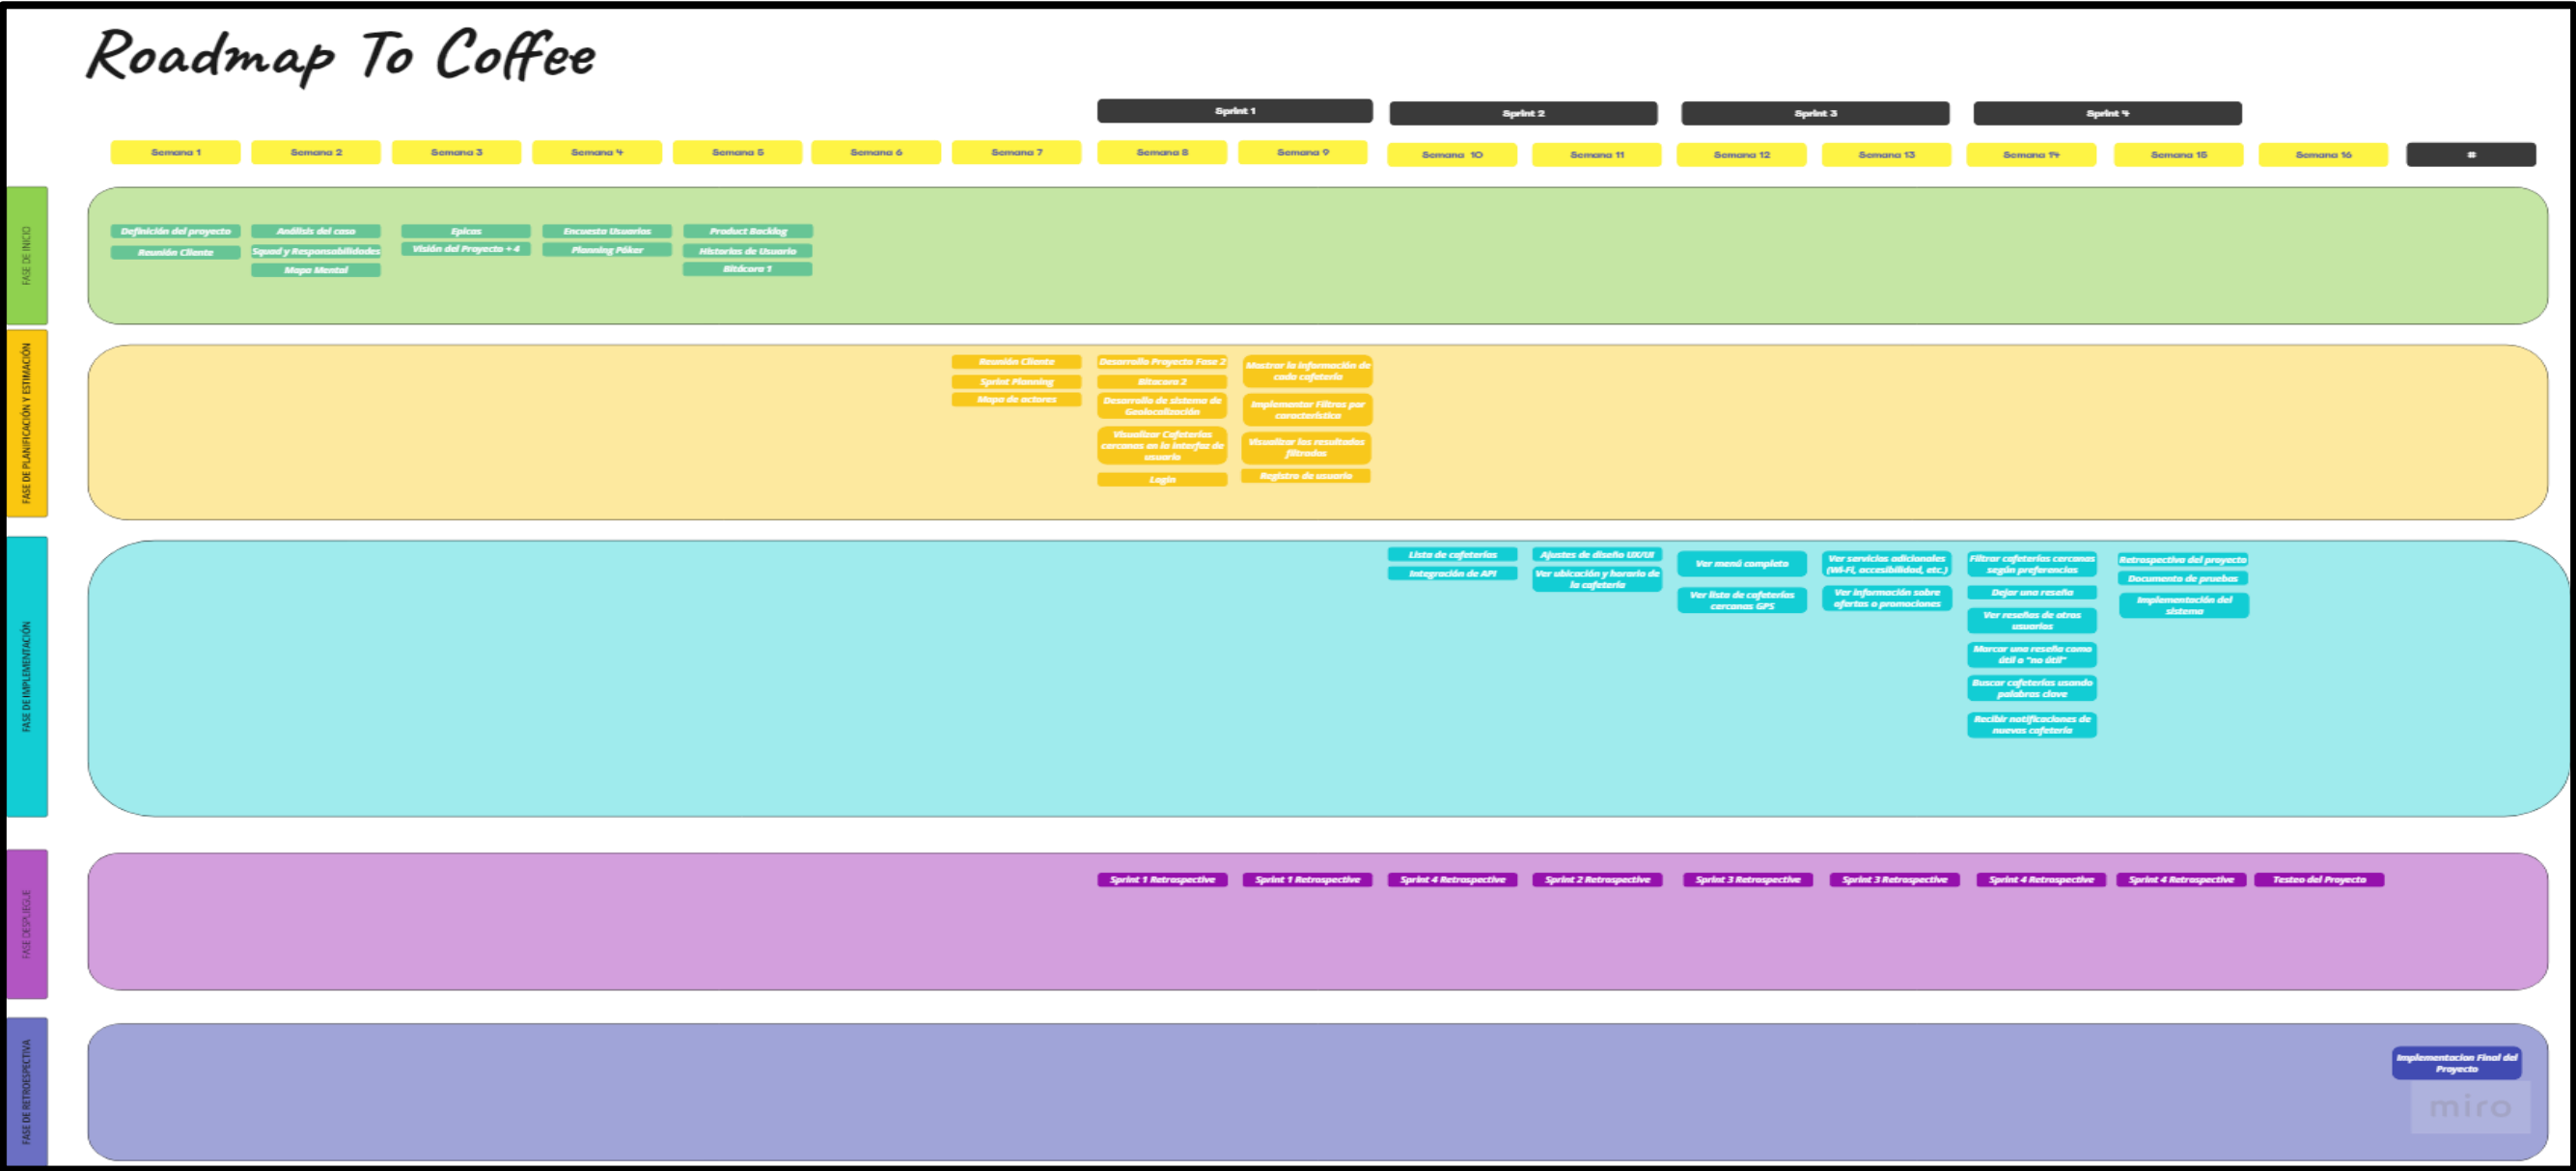 Roadmap To Coffee
Sprint 1
Sprint 2
Sprint 3
Sprint 4
Semana 1
Semana 2
Semana 3
Semana 4
Semana 5
Semana 6
Semana 7
Semana 8
Semana 9
Semana 10
Semana 11
Semana 12
Semana 13
Semana 14
Semana 15
Semana 16
#
FASE DE INICIO
Definición del proyecto
Reunión Cliente
Análisis del caso
Squad y Responsabilidades
Mapa Mental
Epicas
Visión del Proyecto + 4
Encuesta Usuarios
Planning Póker
Product Backlog
Historias de Usuario
Bitácora 1
FASE DE PLANIFICACIÓN Y ESTIMACIÓN
Reunión Cliente
Sprint Planning
Mapa de actores
Desarrollo Proyecto Fase 2
Bitacora 2
Desarrollo de sistema de
Geolocalización
Visualizar Cafeterías
cercanas en la interfaz de
usuario
Login
Mostrar la información de
cada cafetería
Implementar Filtros por
característica
Visualizar los resultados
filtrados
Registro de usuario
FASE DE IMPLEMENTACIÓN
Lista de cafeterías
Integración de API
Ajustes de diseño UX/UI
Ver ubicación y horario de
la cafetería
Ver menú completo
Ver lista de cafeterías
cercanas GPS
Ver servicios adicionales
(Wi-Fi, accesibilidad, etc.)
Ver información sobre
ofertas o promociones
Filtrar cafeterías cercanas
según preferencias
Dejar una reseña
Ver reseñas de otros
usuarios
Marcar una reseña como
útil o "no útil"
Buscar cafeterías usando
palabras clave
Recibir notificaciones de
nuevas cafetería
Retrospectiva del proyecto
Documento de pruebas
Implementación del
sistema
FASE DESPLIEGUE
Sprint 1 Retrospective
Sprint 1 Retrospective
Sprint 4 Retrospective
Sprint 2 Retrospective
Sprint 3 Retrospective
Sprint 3 Retrospective
Sprint 4 Retrospective
Sprint 4 Retrospective
Testeo del Proyecto
FASE DE RETROESPECTIVA
Implementacion Final del
Proyecto
miro